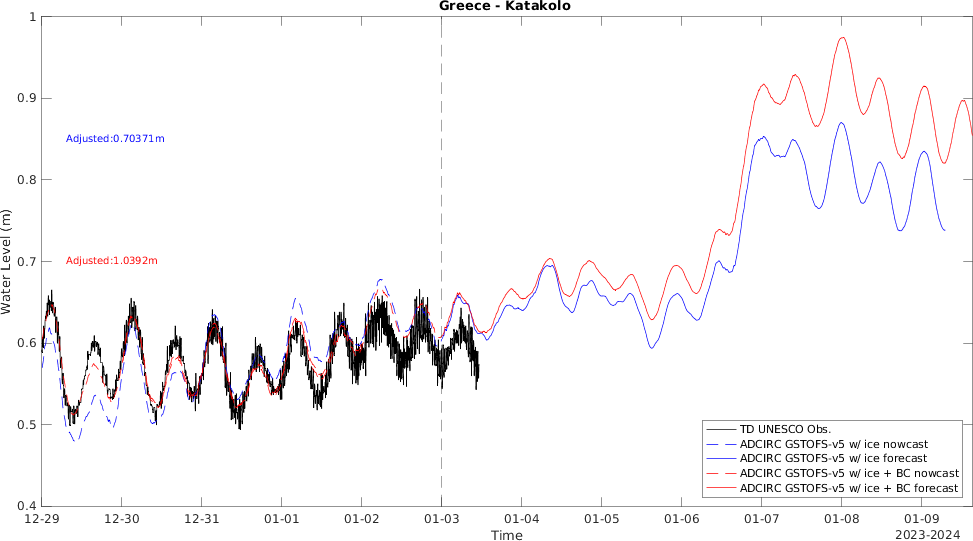 Greece - Katakolo
1
0.9
0.8
0.7
0.6
0.5
0.4
Water Level (m)
Adjusted:0.70371m
Adjusted:1.0392m
TD UNESCO Obs.
ADCIRC GSTOFS-v5 w/ ice nowcast
ADCIRC GSTOFS-v5 w/ ice forecast
ADCIRC GSTOFS-v5 w/ ice + BC nowcast
ADCIRC GSTOFS-v5 w/ ice + BC forecast
12-29 12-30 12-31 01-01 01-02 01-03 01-04 01-05 01-06 01-07 01-08 01-09
Time
2023-2024